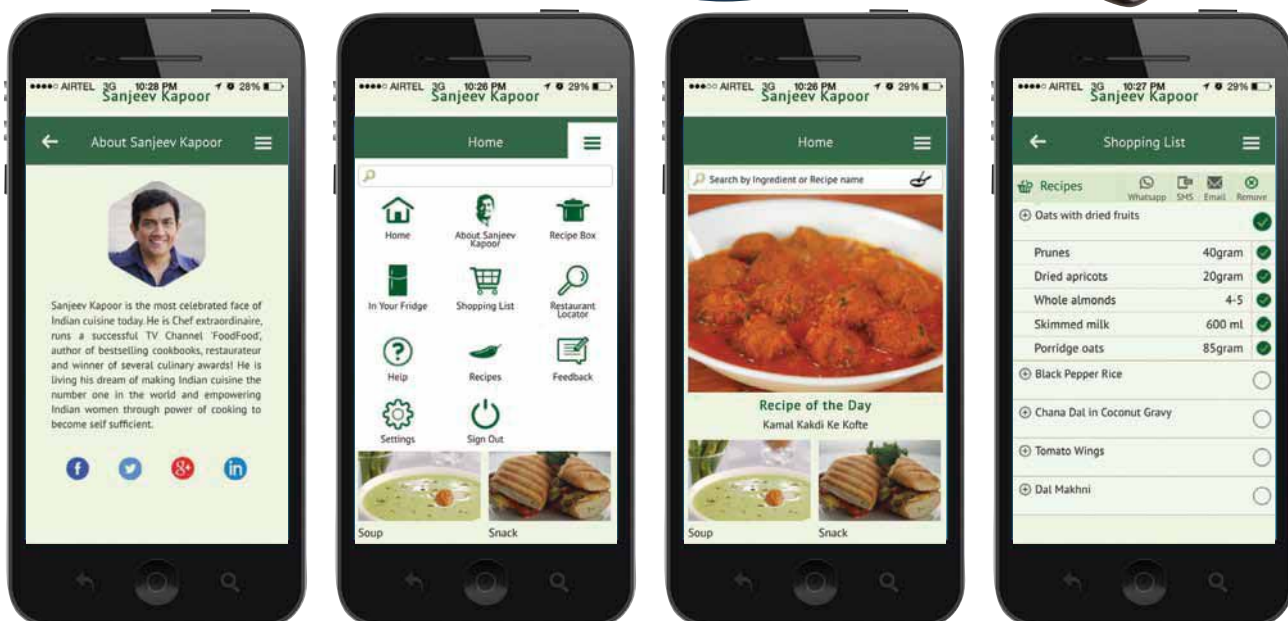 AIRTEL 3G 10:28 PM 28%
Sanjeev Kapoor
About Sanjeev Kapoor
Sanjeev Kapoor is the most celebrated face of
Indian cuisine today. He is Chef extraordinaire,
runs a successful TV Channel 'FoodFood',
author of bestselling cookbooks, restaurateur
and winner of several culinary awards! He is
living his dream of making Indian cuisine the
number one in the world and empowering
Indian women through power of cooking to
become self sufficient.
f
8+
in
AIRTEL 3G 10:26 PM 29%
Sanjeev Kapoor
Home
Home
About Sanjeev
Kapoor
Recipe Box
In Your Fridge
Shopping List
Restaurant
Locator
?
Help
Recipes
Feedback
Settings
Sign Out
Soup
Snack
AIRTEL 3G 10:26 PM 29%
Sanjeev Kapoor
Home
Search by Ingredient or Recipe name
Recipe of the Day
Kamal Kakdi Ke Kofte
Soup
Snack
AIRTEL 3G 10:27 PM 29%
Sanjeev Kapoor
Shopping List
Recipes
Whatsapp SMS Email Remuve
Oats with dried fruits
Prunes 40gram
Dried apricots 20gram
Whole almonds 4-5
Skimmed milk 600 ml
Porridge oats 85gram
Black Pepper Rice
Chana Dal in Coconut Gravy
Tomato Wings
Dal Makhni